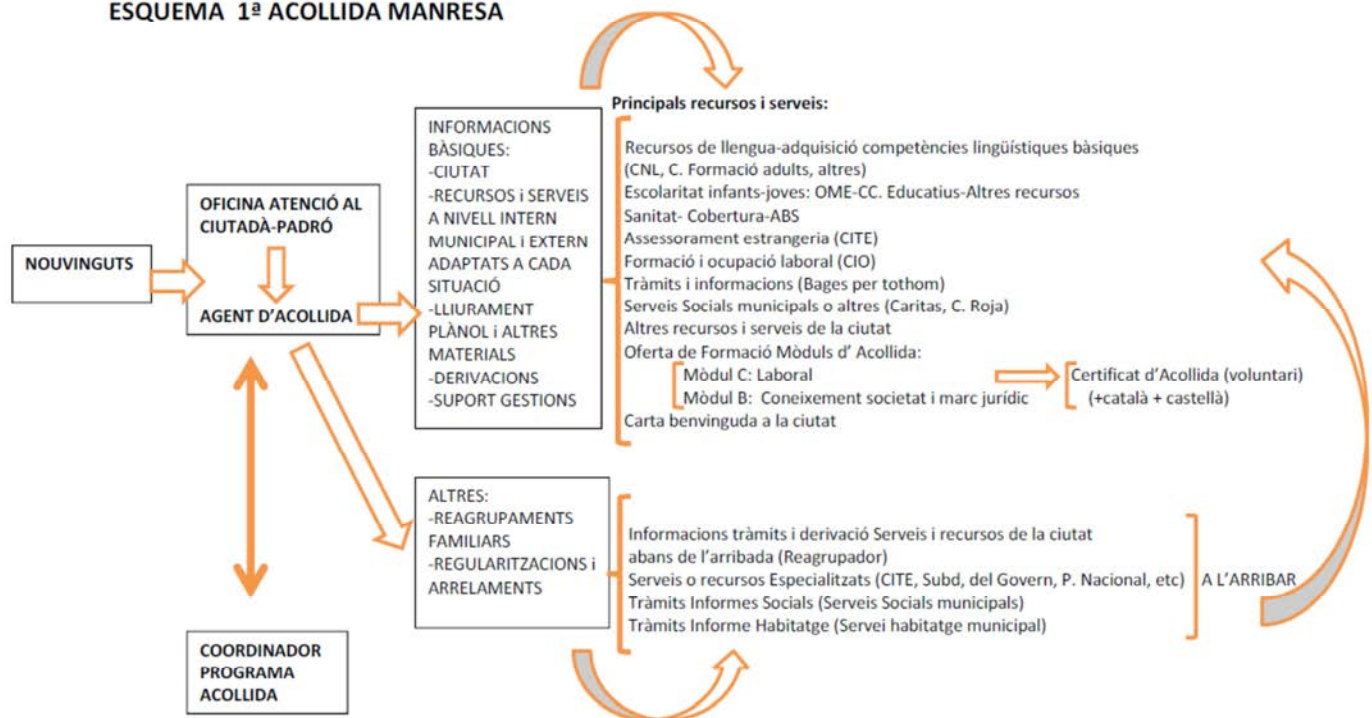 ESQUEMA 1ª ACOLLIDA MANRESA
NOUVINGUTS
OFICINA ATENCIÓ AL
CIUTADÀ-PADRÓ
AGENT D'ACOLLIDA
COORDINADOR
PROGRAMA
ACOLLIDA
INFORMACIONS
BÀSIQUES:
-CIUTAT
-RECURSOS i SERVEIS
A NIVELL INTERN
MUNICIPAL i EXTERN
ADAPTATS A CADA
SITUACIÓ
-LLIURAMENT
PLÀNOL i ALTRES
MATERIALS
-DERIVACIONS
-SUPORT GESTIONS
Principals recursos i serveis:
Recursos de llengua-adquisició competències lingüístiques bàsiques
(CNL, C. Formació adults, altres)
Escolaritat infants-joves: OME-CC. Educatius-Altres recursos
Sanitat- Cobertura-ABS
Assessorament estrangeria (CITE)
Formació i ocupació laboral (CIO)
Tràmits i informacions (Bages per tothom)
Serveis Socials municipals o altres (Caritas, C. Roja)
Altres recursos i serveis de la ciutat
Oferta de Formació Mòduls d' Acollida:
Mòdul C: Laboral
Mòdul B: Coneixement societat i marc jurídic
Certificat d'Acollida (voluntari)
(+català + castellà)
Carta benvinguda a la ciutat
ALTRES:
-REAGRUPAMENTS
FAMILIARS
-REGULARITZACIONS i
ARRELAMENTS
Informacions tràmits i derivació Serveis i recursos de la ciutat
abans de l'arribada (Reagrupador)
Serveis o recursos Especialitzats (CITE, Subd, del Govern, P. Nacional, etc)
Tràmits Informes Socials (Serveis Socials municipals)
Tràmits Informe Habitatge (Servei habitatge municipal)
A L'ARRIBAR